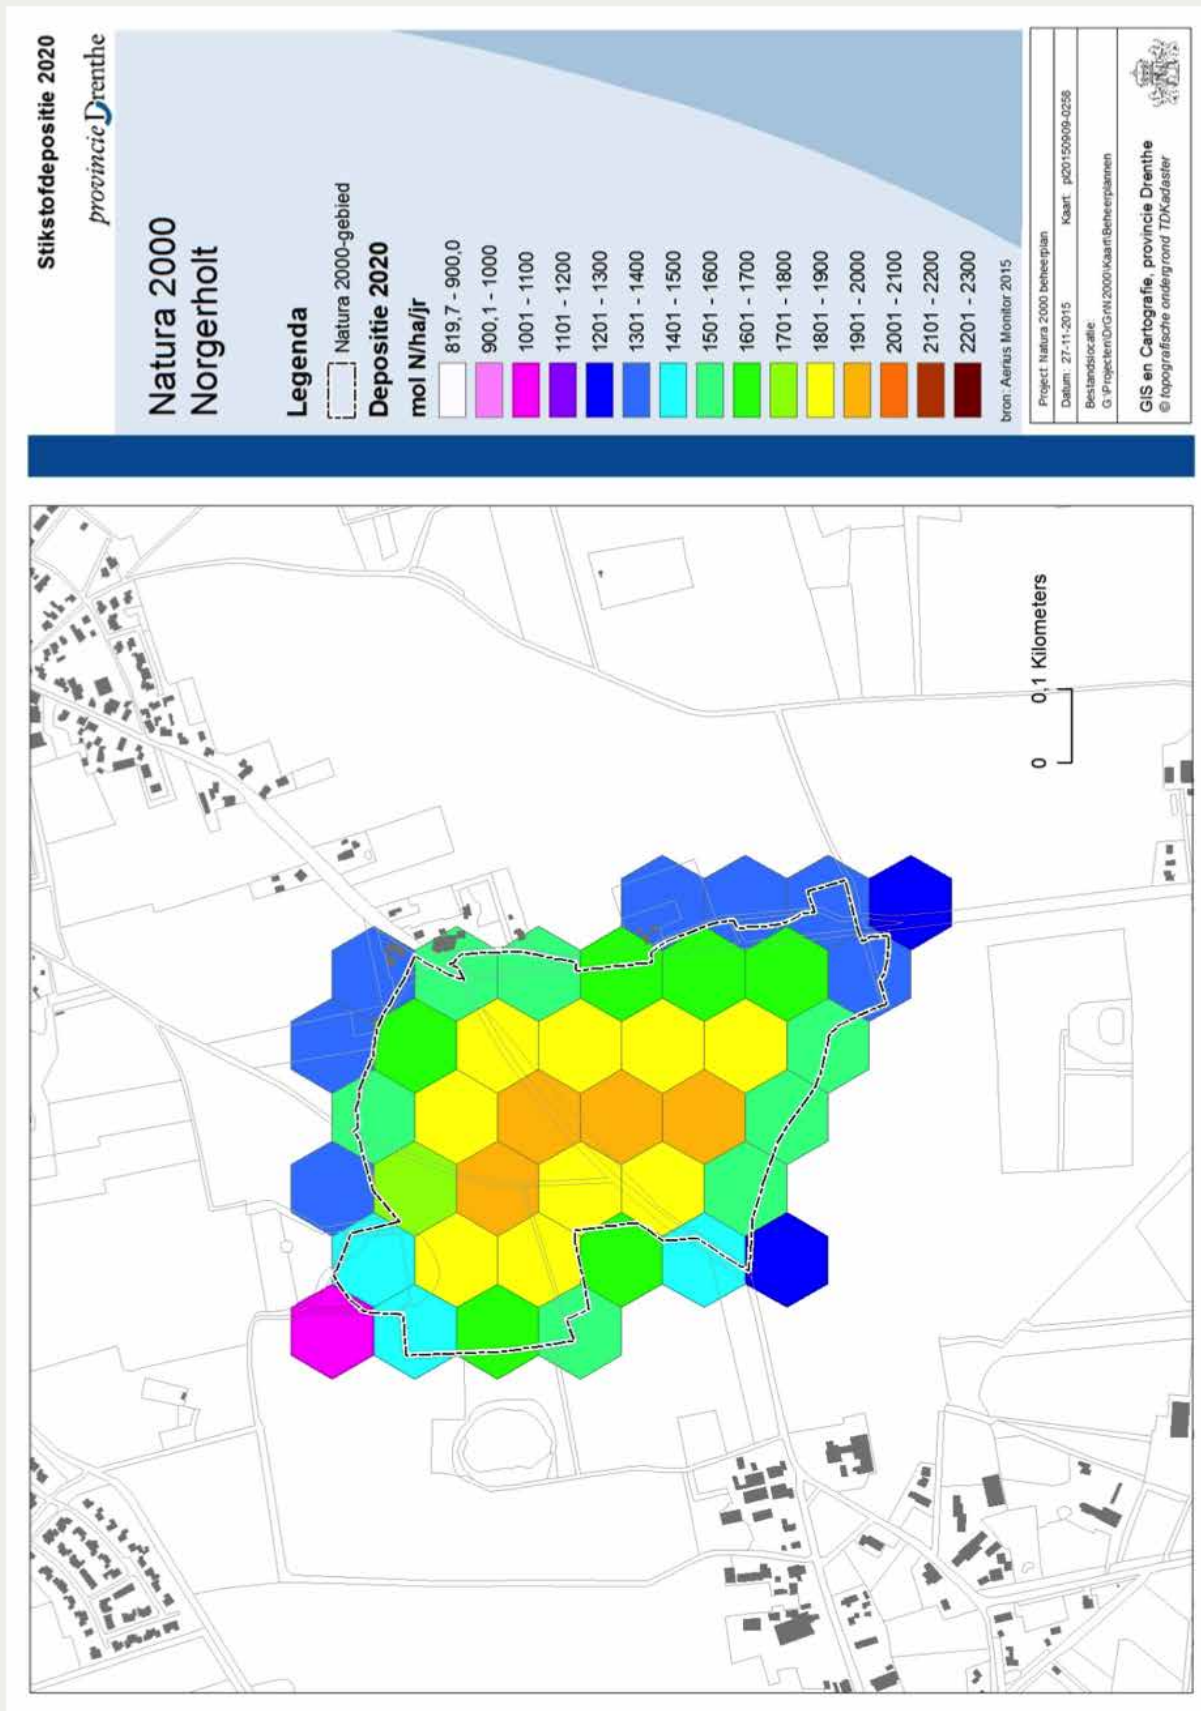 Stikstofdepositie 2020
provincie Drenthe
Natura 2000
Norgerholt
Legenda
Natura 2000-gebied
Depositie 2020
mol N/ha/jr
819,7 - 900,0
900,1 - 1000
1001 - 1100
1101 - 1200
1201 - 1300
1301 - 1400
1401 - 1500
1501 - 1600
1601 - 1700
1701 - 1800
1801 - 1900
1901 - 2000
2001 - 2100
2101 - 2200
2201 - 2300
bron: Aerius Monitor 2015
Project: Natura 2000 beheerplan
Datum: 27-11-2015 Kaart: pl20150909-0256
Bestandslocatie:
GIS en Cartografie, provincie Drenthe
© topografische ondergrond TDKadaster
0 0,1 Kilometers